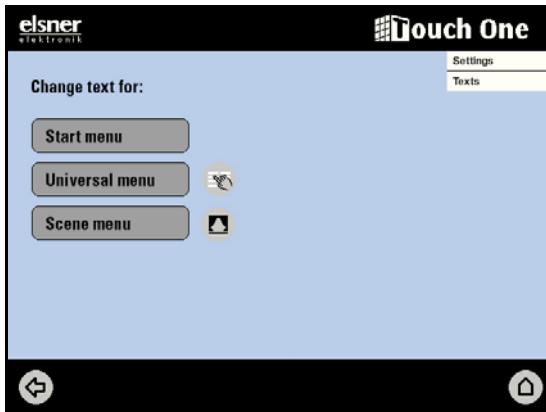 elsner
elektronik
Touch One
Settings
Texts
Change text for:
Start menu
Universal menu
Scene menu